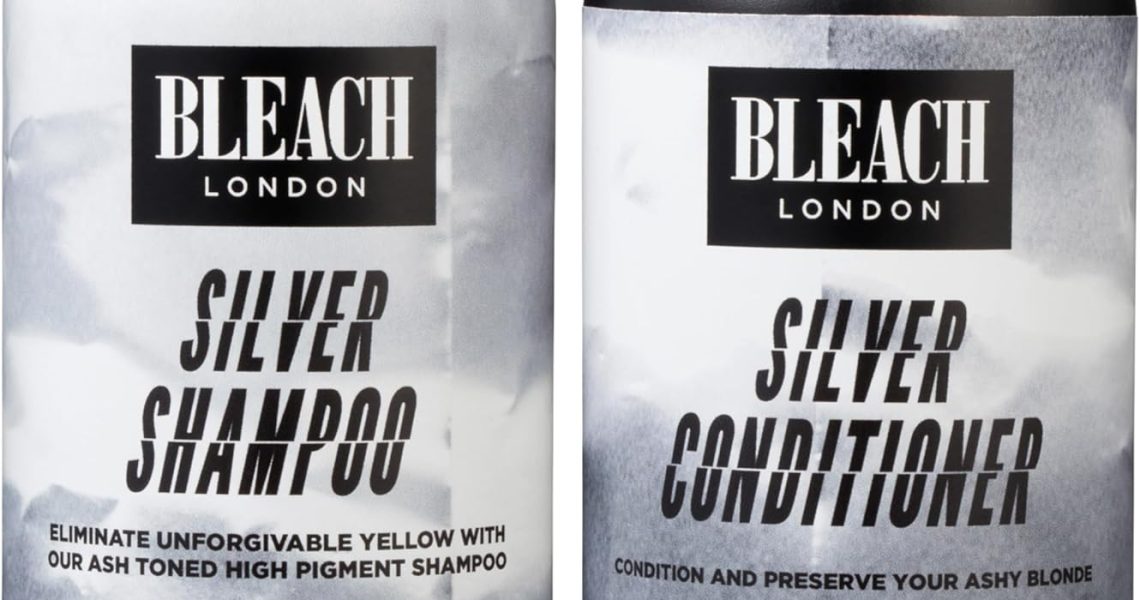 BLEACH
LONDON
SILVER
SHAMPOO
ELIMINATE UNFORGIVABLE YELLOW WITH
OUR ASH TONED HIGH PIGMENT SHAMPOO
BLEACH
LONDON
SILVER
CONDITIONER
CONDITION AND PRESERVE YOUR ASHY BLONDE